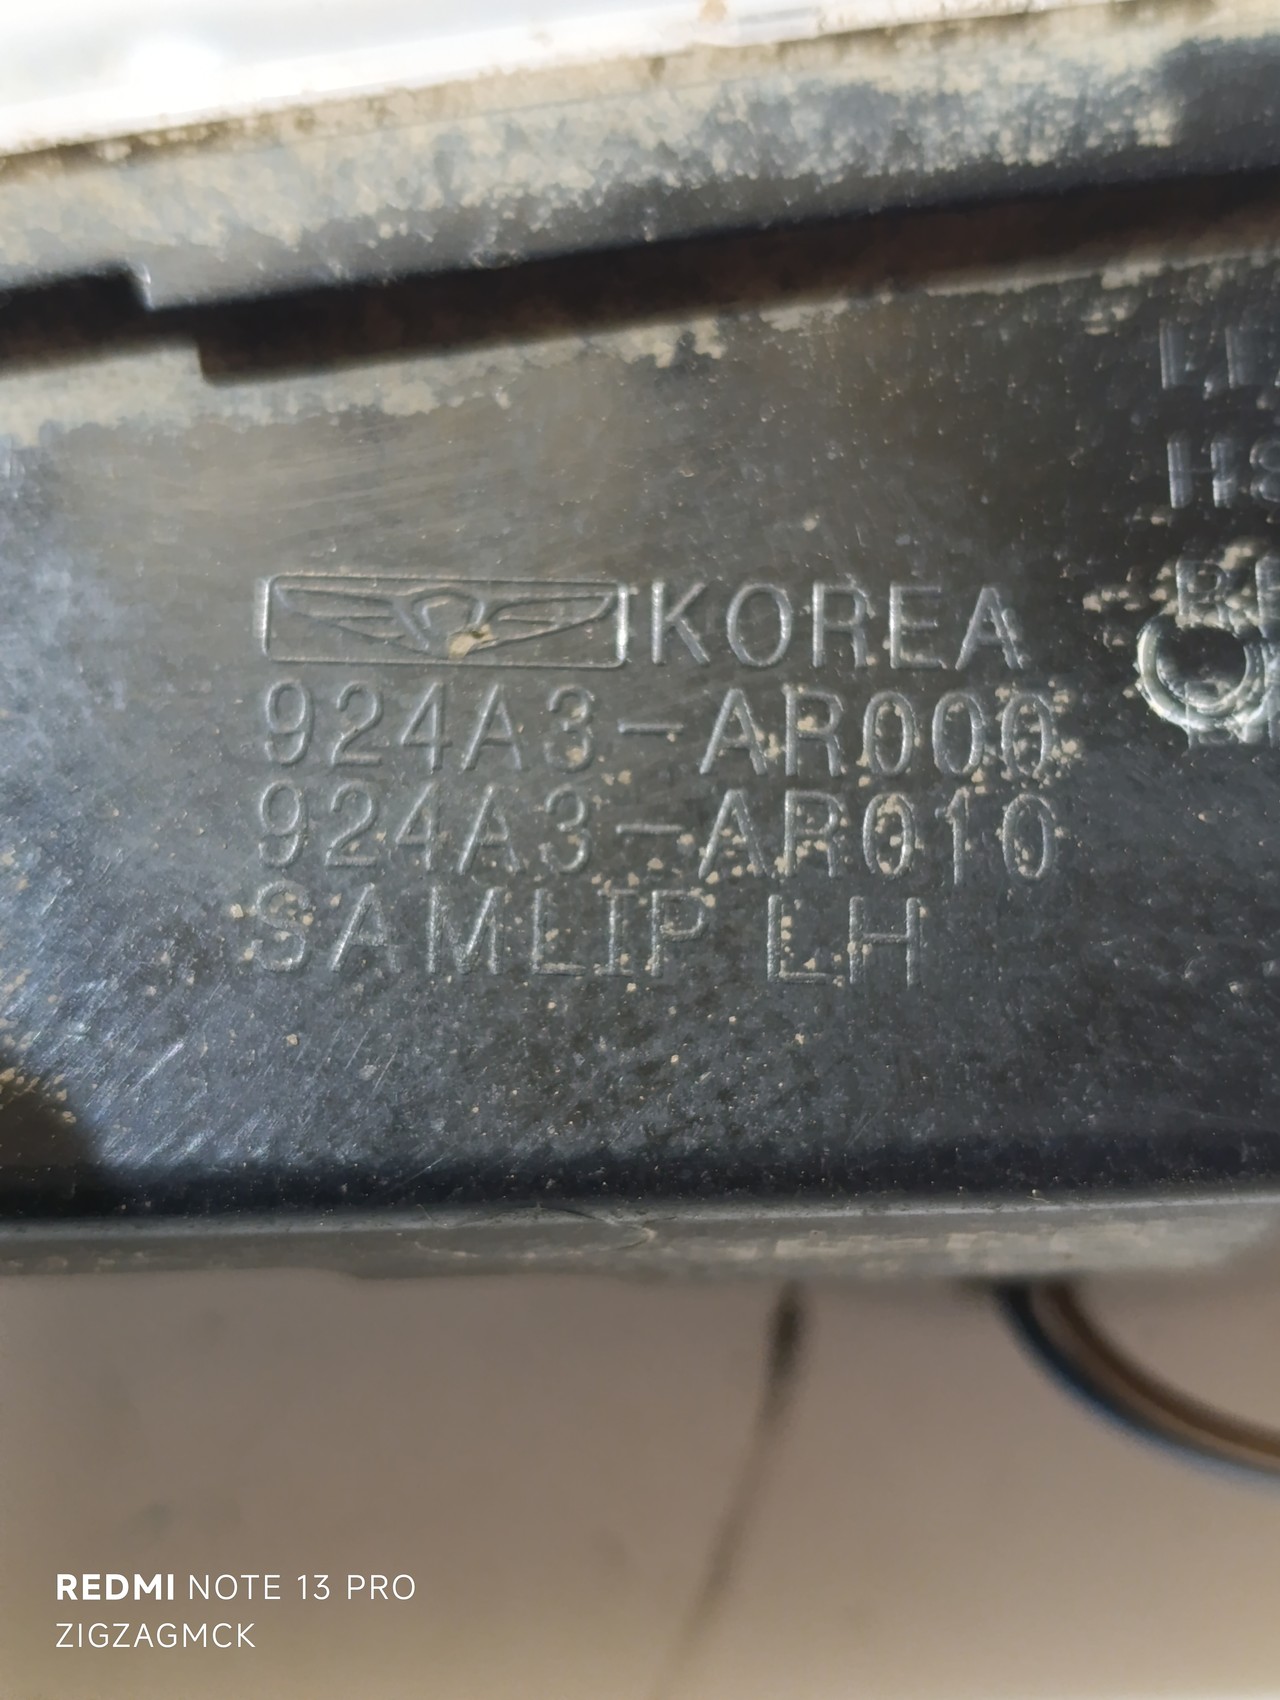 KOREA
924A3-AR000
924A3-AR010
SAMLIP LH
REDMI NOTE 13 PRO
ZIGZAGMCK